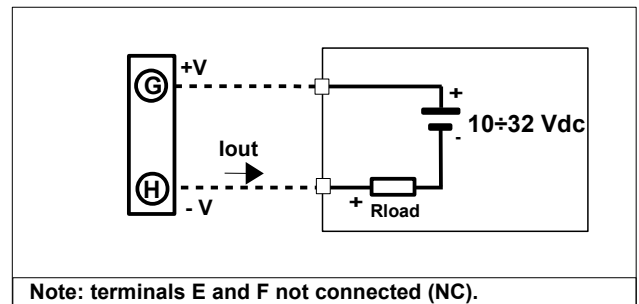 +V
G
+
10÷32 Vdc
-
Iout
H
- V
+ Rload
Note: terminals E and F not connected (NC).